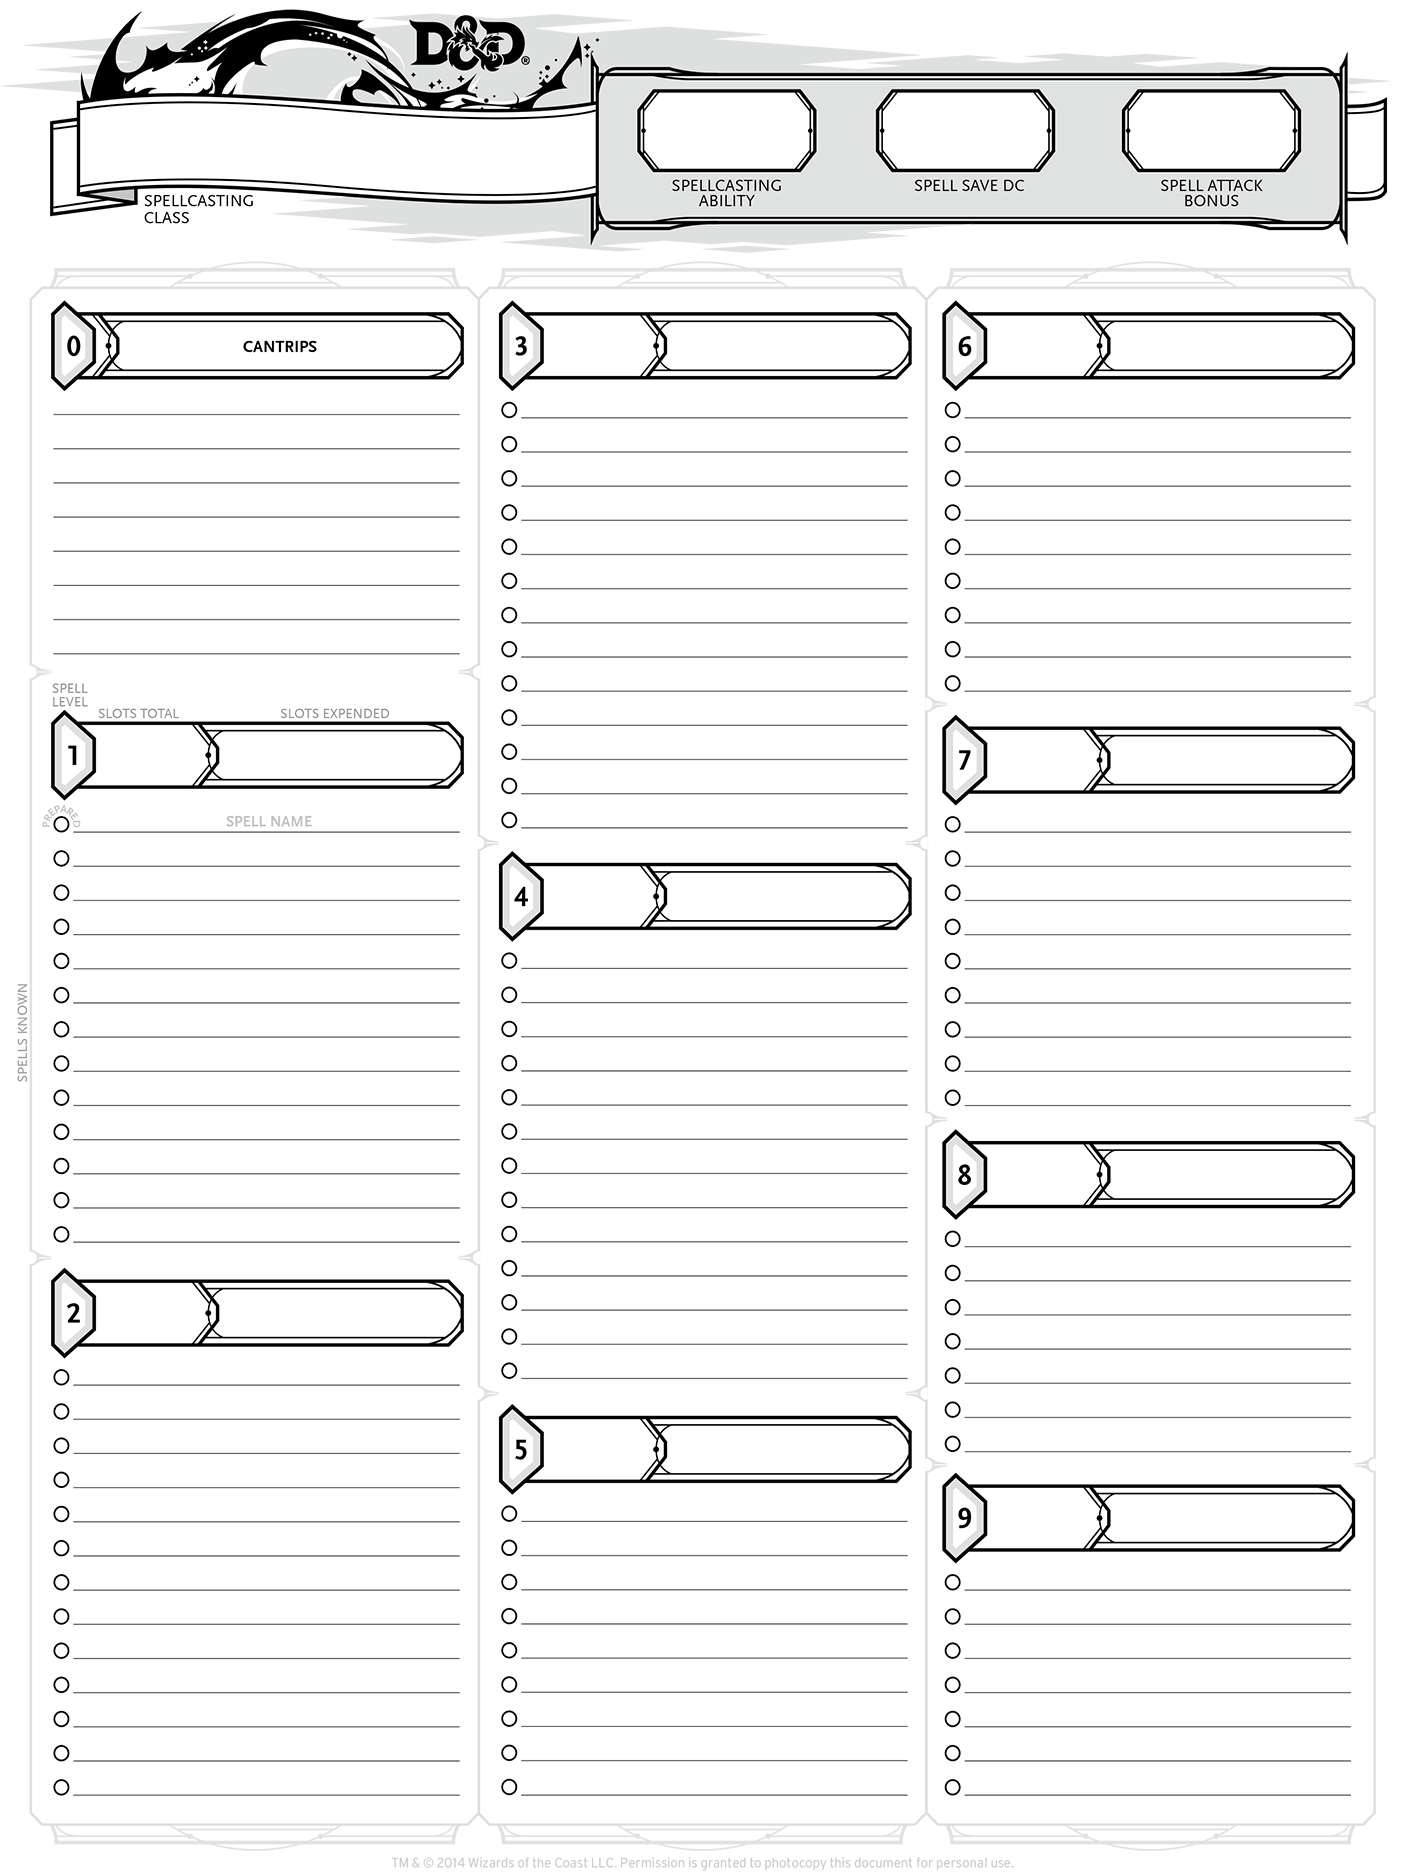 D&D®
SPELLCASTING
CLASS
SPELLCASTING
ABILITY
SPELL SAVE DC
SPELL ATTACK
BONUS
0
CANTRIPS
SPELL
LEVEL
SLOTS TOTAL
SLOTS EXPENDED
1
PREPARED
SPELL NAME
SPELLS KNOWN
2
3
4
5
6
7
8
9
TM & © 2014 Wizards of the Coast LLC. Permission is granted to photocopy this document for personal use.